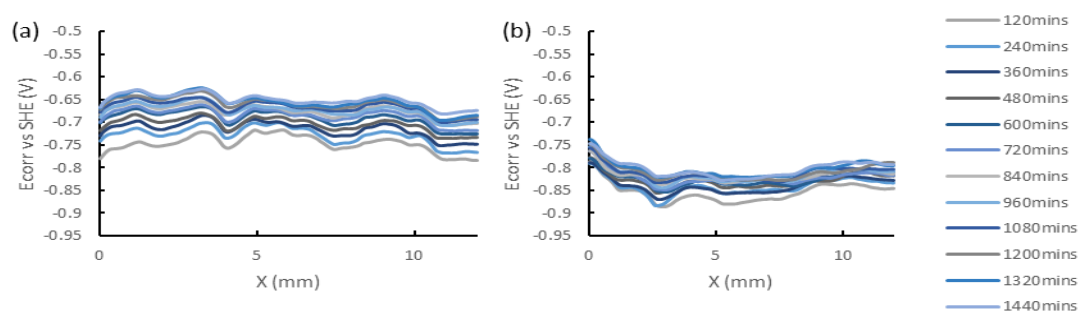 (a)
-0.5
-0.55
-0.6
-0.65
-0.7
-0.75
-0.8
-0.85
-0.9
-0.95
Ecorr vs SHE (V)
0
5
10
X (mm)
(b)
-0.5
-0.55
-0.6
-0.65
-0.7
-0.75
-0.8
-0.85
-0.9
-0.95
Ecorr vs SHE (V)
0
5
10
X (mm)
120mins
240mins
360mins
480mins
600mins
720mins
840mins
960mins
1080mins
1200mins
1320mins
1440mins